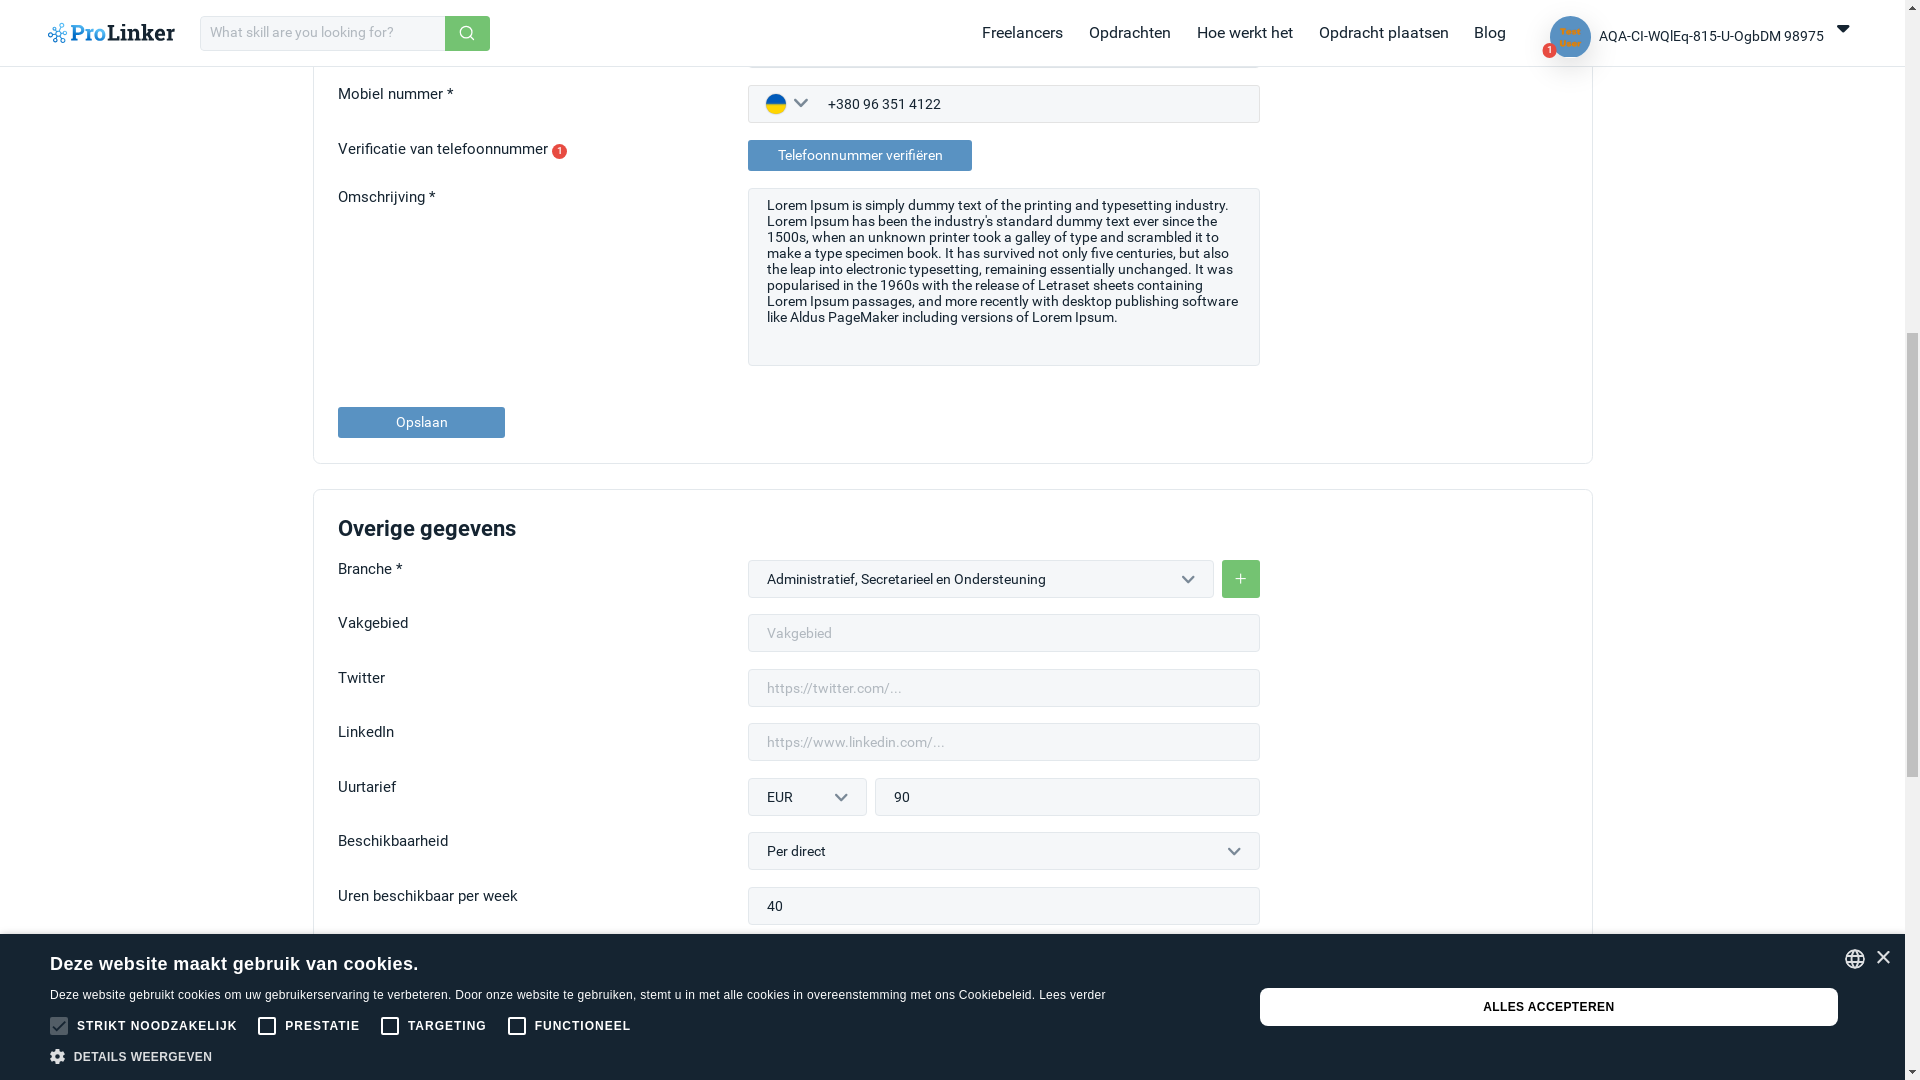 ProLinker
What skill are you looking for?
Freelancers
Opdrachten
Hoe werkt het
Opdracht plaatsen
Blog
Test
User
1
AQA-CI-WQlEq-815-U-OgbDM 98975
Mobiel nummer *
+380 96 351 4122
Verificatie van telefoonnummer 1
Telefoonnummer verifiëren
Omschrijving *
Lorem Ipsum is simply dummy text of the printing and typesetting industry.
Lorem Ipsum has been the industry's standard dummy text ever since the
1500s, when an unknown printer took a galley of type and scrambled it to
make a type specimen book. It has survived not only five centuries, but also
the leap into electronic typesetting, remaining essentially unchanged. It was
popularised in the 1960s with the release of Letraset sheets containing
Lorem Ipsum passages, and more recently with desktop publishing software
like Aldus PageMaker including versions of Lorem Ipsum.
Opslaan
Overige gegevens
Branche *
Administratief, Secretarieel en Ondersteuning
+
Vakgebied
Vakgebied
Twitter
https://twitter.com/...
LinkedIn
https://www.linkedin.com/...
Uurtarief
EUR
90
Beschikbaarheid
Per direct
Uren beschikbaar per week
40
Deze website maakt gebruik van cookies.
×
Deze website gebruikt cookies om uw gebruikerservaring te verbeteren. Door onze website te gebruiken, stemt u in met alle cookies in overeenstemming met ons Cookiebeleid. Lees verder
ALLES ACCEPTEREN
STRIKT NOODZAKELIJK
PRESTATIE
TARGETING
FUNCTIONEEL
DETAILS WEERGEVEN